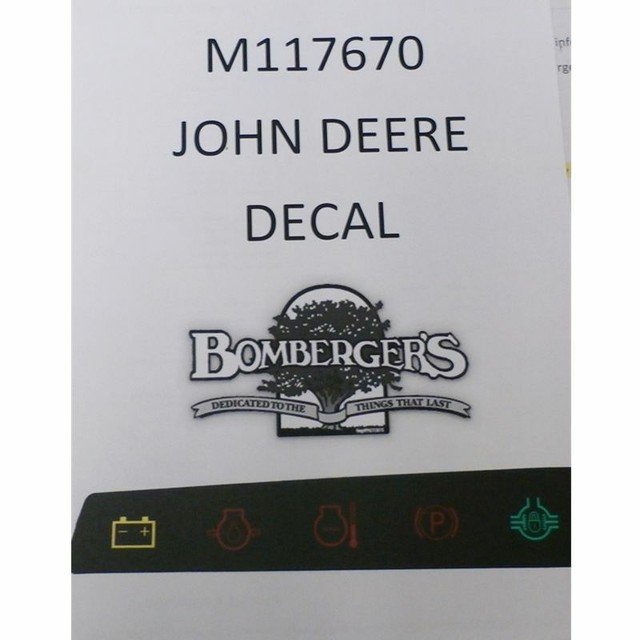 M117670
JOHN DEERE
DECAL
BOMBERGER'S
DEDICATED TO THE THINGS THAT LAST
P